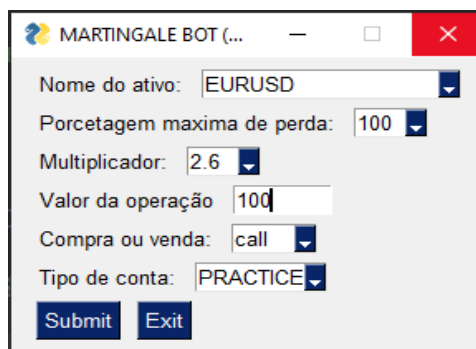 MARTINGALE BOT (...
Nome do ativo: EURUSD
Porcetagem maxima de perda: 100
Multiplicador: 2.6
Valor da operação 100
Compra ou venda: call
Tipo de conta: PRACTICE
Submit Exit